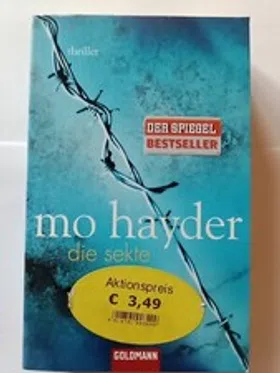 thriller
DER SPIEGEL
BESTSELLER
mo hayder
die sekte
Aktionspreis
€ 3,49
GOLDMANN